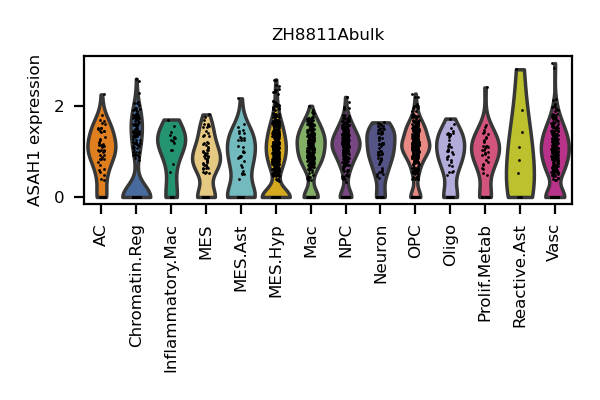 ZH8811Abulk
ASAH1 expression
2
0
AC
Chromatin.Reg
Inflammatory.Mac
MES
MES.Ast
MES.Hyp
Mac
NPC
Neuron
OPC
Oligo
Prolif.Metab
Reactive.Ast
Vasc